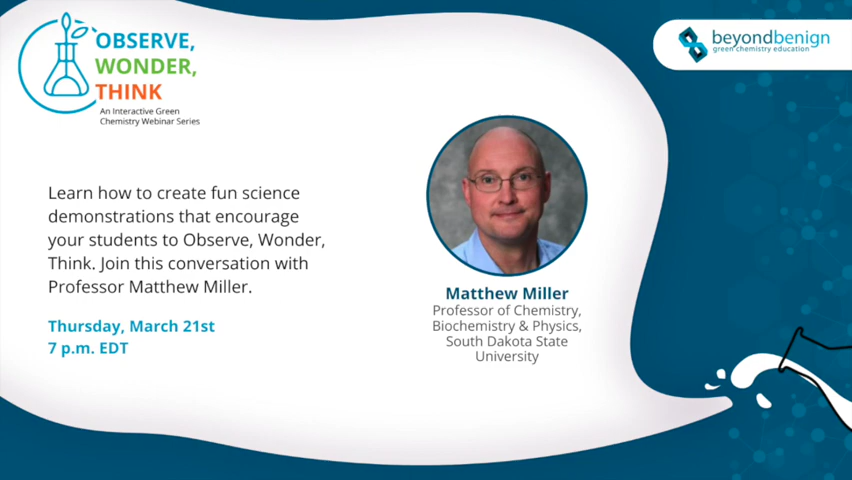 OBSERVE,
WONDER,
THINK
An Interactive Green
Chemistry Webinar Series
beyondbenign
green chemistry education
Learn how to create fun science
demonstrations that encourage
your students to Observe, Wonder,
Think. Join this conversation with
Professor Matthew Miller.
Thursday, March 21st
7 p.m. EDT
Matthew Miller
Professor of Chemistry,
Biochemistry & Physics,
South Dakota State
University